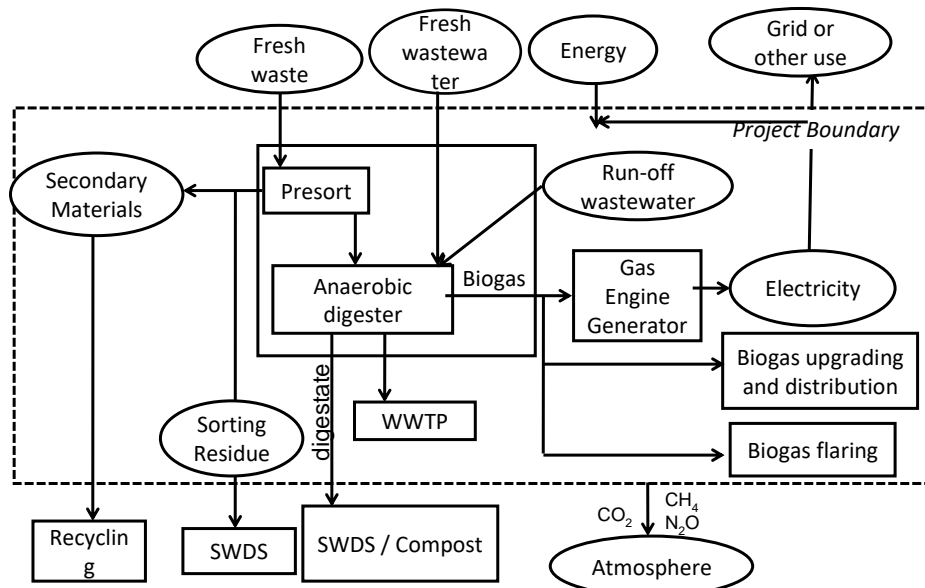 Fresh
waste
Fresh
wastewa
ter
Energy
Grid or
other use
Project Boundary
Secondary
Materials
Presort
Run-off
wastewater
Anaerobic
digester
Biogas
Gas
Engine
Generator
Electricity
Biogas upgrading
and distribution
digestate
WWTP
Sorting
Residue
Biogas flaring
Recyclin
g
SWDS
SWDS / Compost
CO₂
CH₄
N₂O
Atmosphere